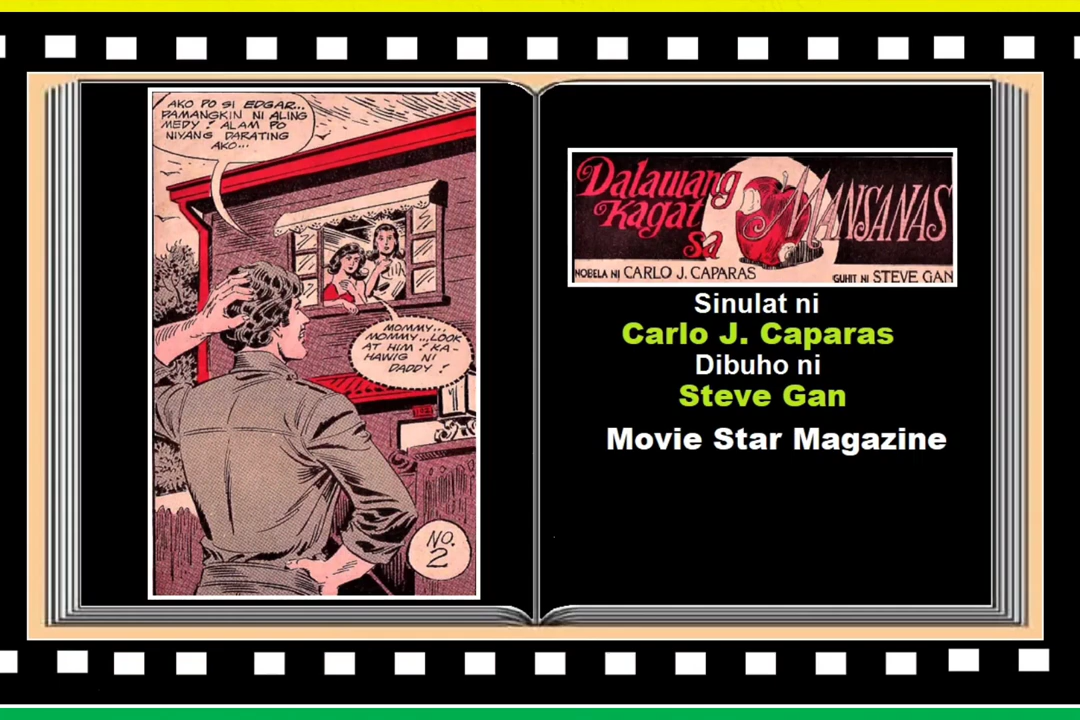 AKO PO SI EDGAR..
PAMANGKIN NI ALING
MEDY! ALAM PO
NIYANG DARATING
AKO...
MOMMY...
MOMMY...LOOK
AT HIM! KA-
HAWIG NI
DADDY!
NO.
2
Dalawang
Kagat
sa
MANSANAS
NOBELA NI CARLO J. CAPARAS
GUHIT NI STEVE GAN
Sinulat ni
Carlo J. Caparas
Dibuho ni
Steve Gan
Movie Star Magazine